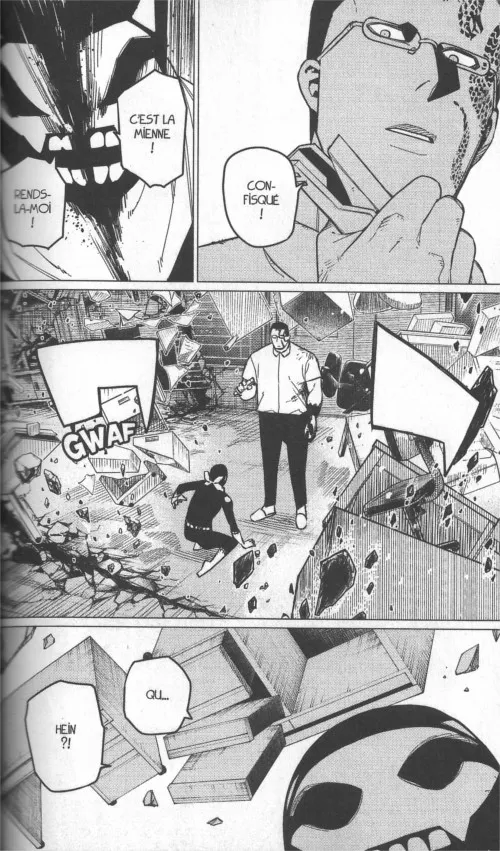 C'EST LA
MIENNE
!
RENDS-
LA-MOI
!
CON-
FISQUÉ
!
GWAF
QU...
HEIN
?!